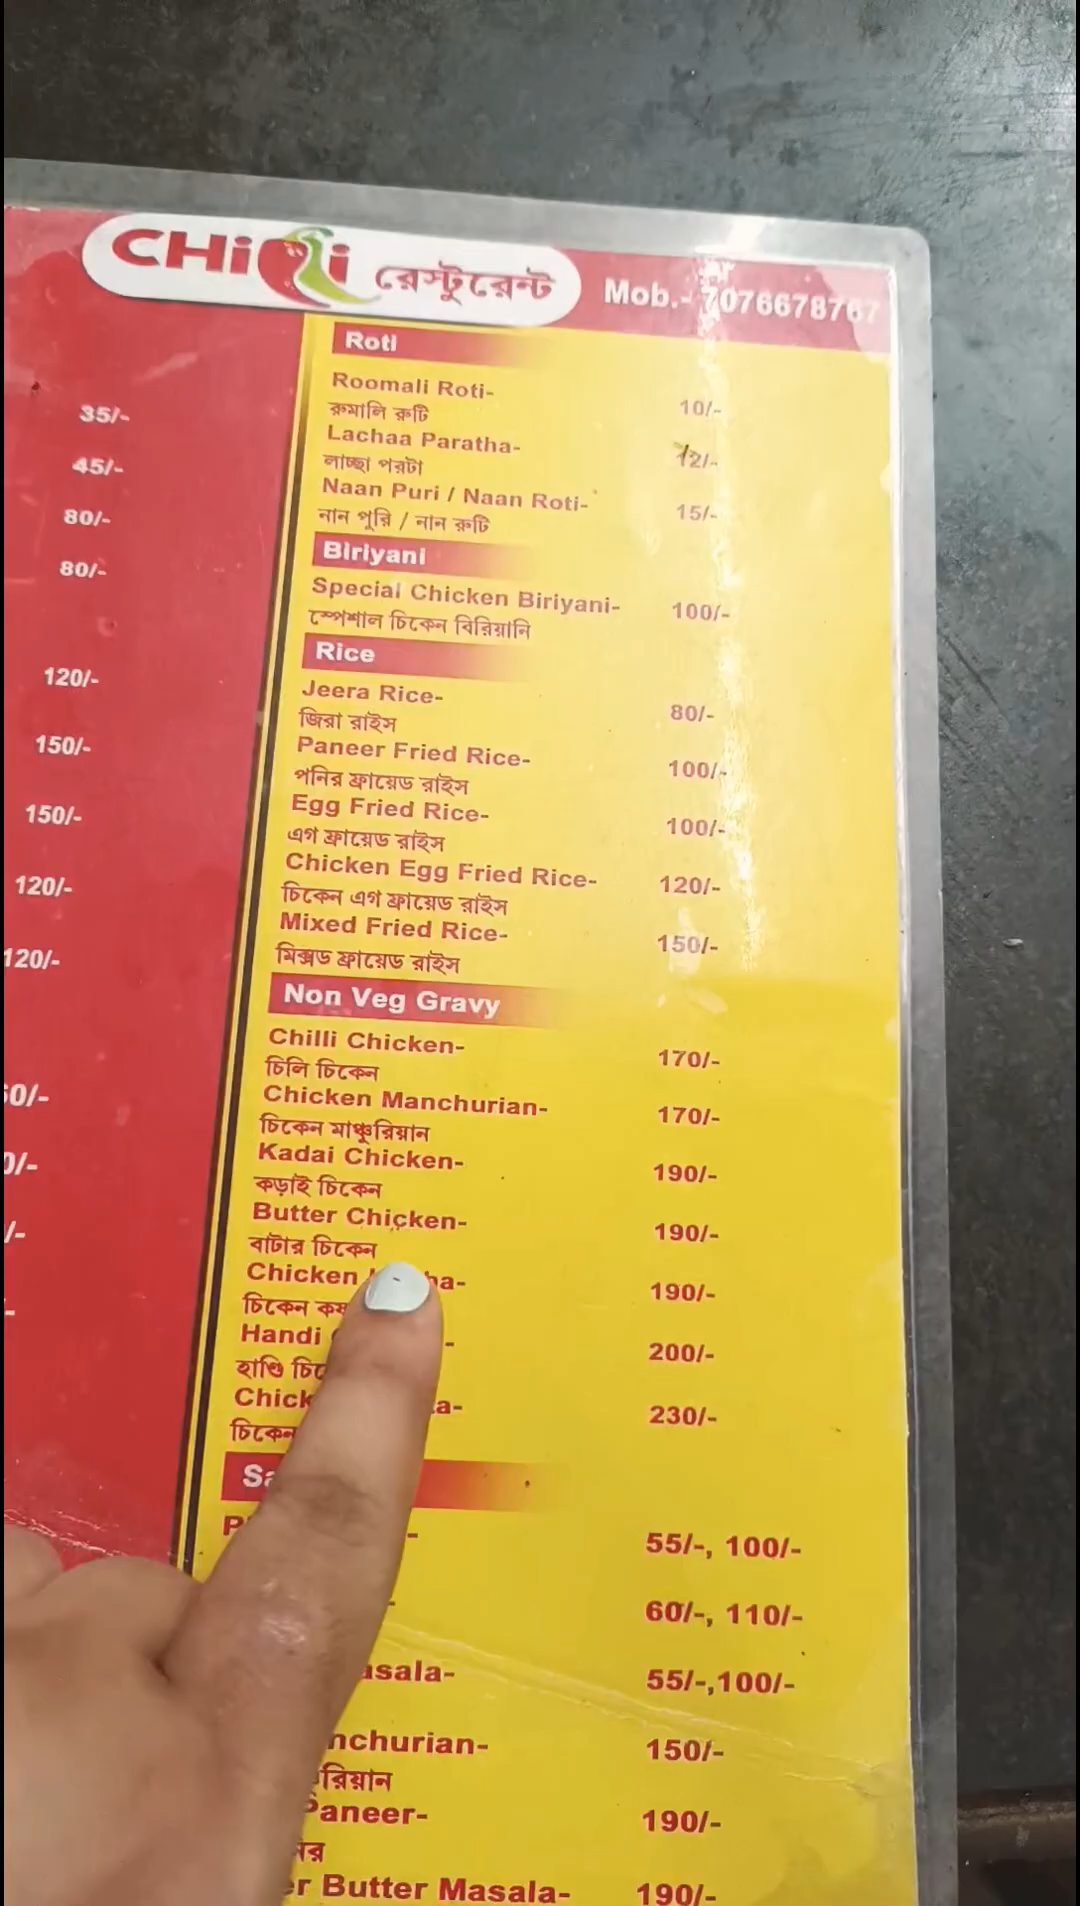 CHilli রেস্টুরেন্ট Mob.- 7076678767
35/-
45/-
80/-
80/-
120/-
150/-
150/-
120/-
120/-
0/-
/-
Roti
Roomali Roti- 10/-
রুমালি রুটি
Lachaa Paratha- 12/-
লাচ্ছা পরটা
Naan Puri / Naan Roti- 15/-
নান পুরি / নান রুটি
Biriyani
Special Chicken Biriyani- 100/-
স্পেশাল চিকেন বিরিয়ানি
Rice
Jeera Rice- 80/-
জিরা রাইস
Paneer Fried Rice- 100/-
পনির ফ্রায়েড রাইস
Egg Fried Rice- 100/-
এগ ফ্রায়েড রাইস
Chicken Egg Fried Rice- 120/-
চিকেন এগ ফ্রায়েড রাইস
Mixed Fried Rice- 150/-
মিক্সড ফ্রায়েড রাইস
Non Veg Gravy
Chilli Chicken- 170/-
চিলি চিকেন
Chicken Manchurian- 170/-
চিকেন মাঞ্চুরিয়ান
Kadai Chicken- 190/-
কড়াই চিকেন
Butter Chicken- 190/-
বাটার চিকেন
Chicken 190/-
চিকেন
Handi 200/-
হাণ্ডি
230/-
চিকেন
55/-, 100/-
60/-, 110/-
55/-,100/-
150/-
Paneer- 190/-
Butter Masala- 190/-